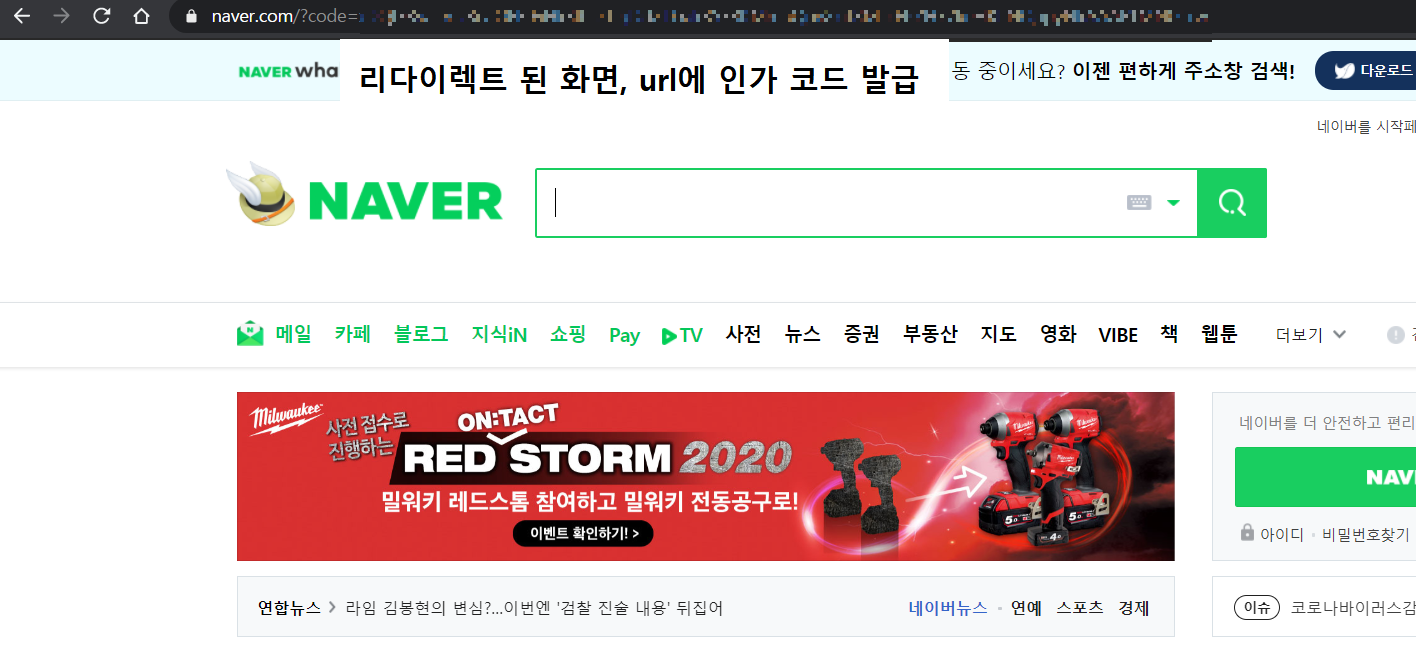 naver.com/?code=
NAVER wha
리다이렉트 된 화면, url에 인가 코드 발급
동 중이세요? 이젠 편하게 주소창 검색!
다운로드
네이버를 시작페
NAVER
메일 카페 블로그 지식iN 쇼핑 Pay TV 사전 뉴스 증권 부동산 지도 영화 VIBE 책 웹툰 더보기
Milwaukee
사전 접수로
진행하는
ON:TACT
RED STORM 2020
밀워키 레드스톰 참여하고 밀워키 전동공구로!
이벤트 확인하기! >
5.0 4.0 5.0
네이버를 더 안전하고 편리
NAVE
아이디 · 비밀번호찾기
연합뉴스 > 라임 김봉현의 변심?...이번엔 '검찰 진술 내용' 뒤집어
네이버뉴스 · 연예 스포츠 경제
이슈 코로나바이러스감